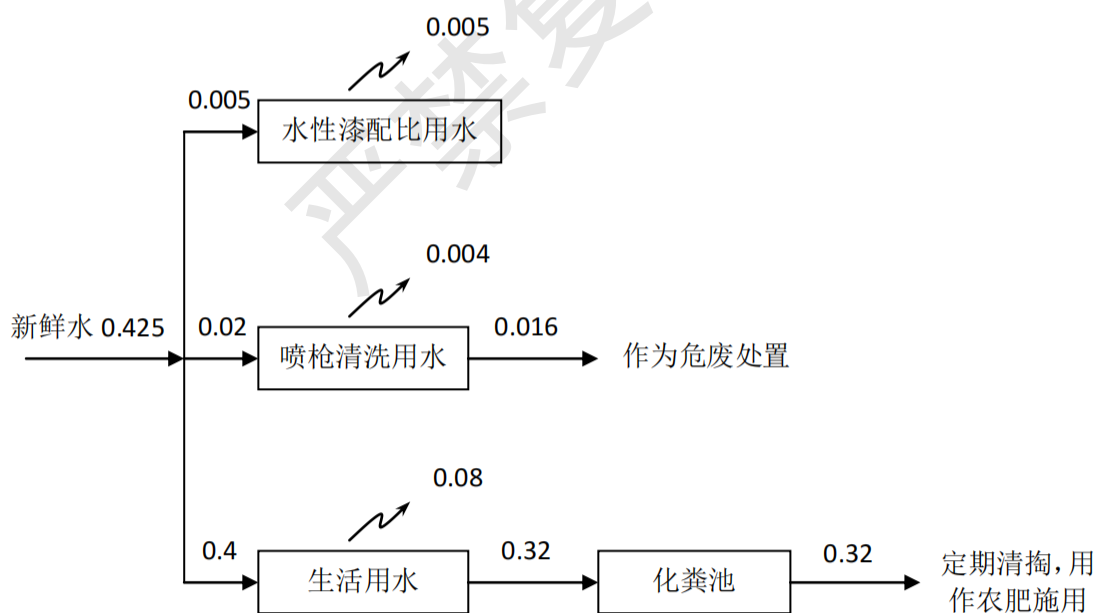 0.005
0.005
水性漆配比用水
0.004
新鲜水 0.425
0.02
0.016
喷枪清洗用水
作为危废处置
0.08
0.4
0.32
0.32
生活用水
化粪池
定期清掏，用
作农肥施用
严禁复